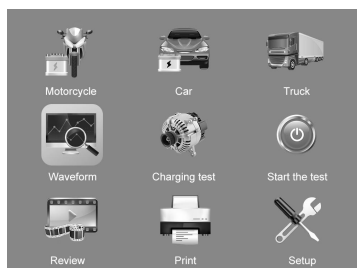 Motorcycle
Car
Truck
Waveform
Charging test
Start the test
Review
Print
Setup